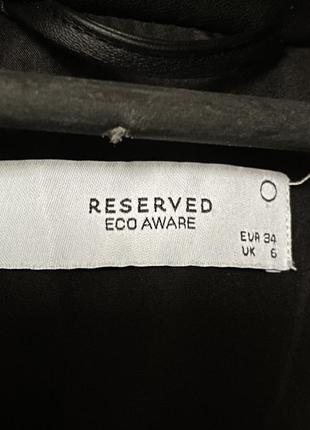 RESERVED
ECO AWARE
EUR 34
UK 6